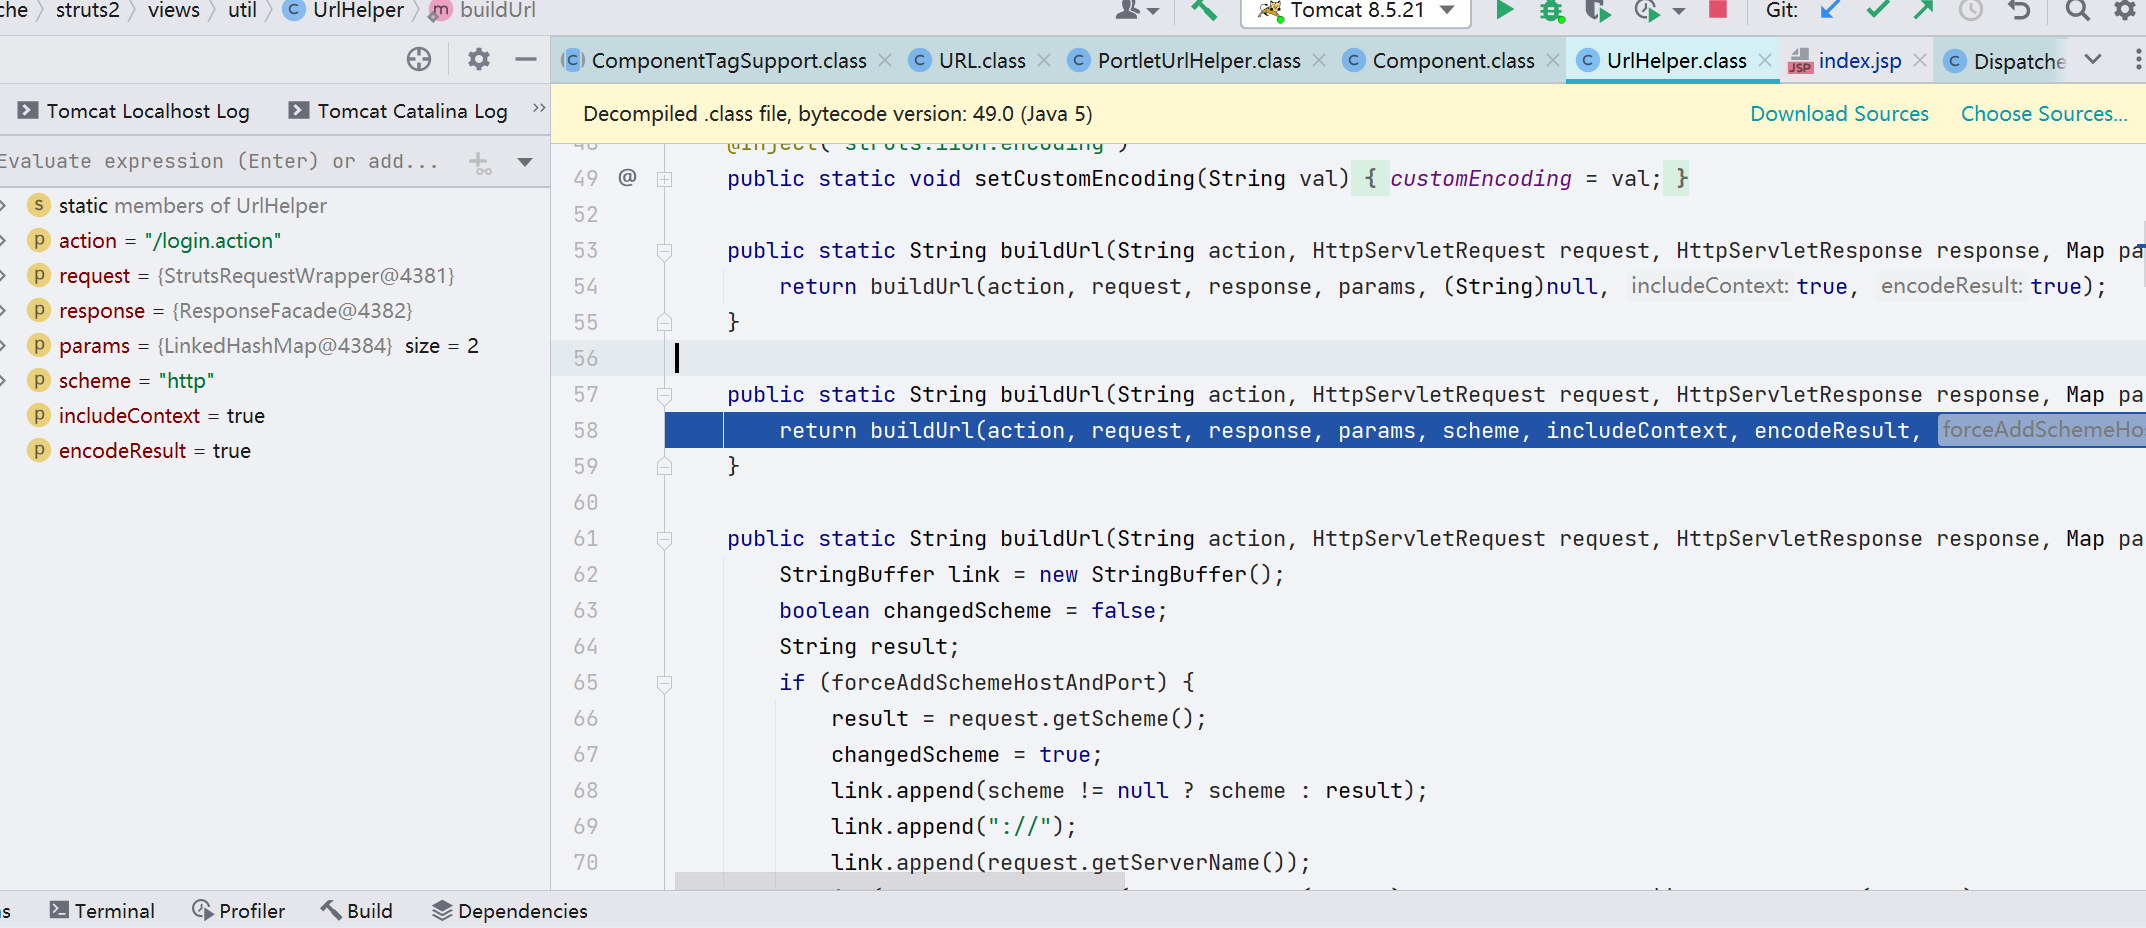 che struts2 views util C UrlHelper m buildUrl Tomcat 8.5.21 Git:
C ComponentTagSupport.class C URL.class C PortletUrlHelper.class C Component.class C UrlHelper.class JSP index.jsp C Dispatche
Tomcat Localhost Log Tomcat Catalina Log »
Decompiled .class file, bytecode version: 49.0 (Java 5) Download Sources Choose Sources...
Evaluate expression (Enter) or add...
s static members of UrlHelper
p action = "/login.action"
p request = {StrutsRequestWrapper@4381}
p response = {ResponseFacade@4382}
p params = {LinkedHashMap@4384} size = 2
p scheme = "http"
p includeContext = true
p encodeResult = true
48 @Inject("struts.i18n.encoding")
49 @ public static void setCustomEncoding(String val) { customEncoding = val; }
52
53 public static String buildUrl(String action, HttpServletRequest request, HttpServletResponse response, Map pa
54 return buildUrl(action, request, response, params, (String)null, includeContext: true, encodeResult: true);
55 }
56
57 public static String buildUrl(String action, HttpServletRequest request, HttpServletResponse response, Map pa
58 return buildUrl(action, request, response, params, scheme, includeContext, encodeResult, forceAddSchemeHos
59 }
60
61 public static String buildUrl(String action, HttpServletRequest request, HttpServletResponse response, Map pa
62 StringBuffer link = new StringBuffer();
63 boolean changedScheme = false;
64 String result;
65 if (forceAddSchemeHostAndPort) {
66 result = request.getScheme();
67 changedScheme = true;
68 link.append(scheme != null ? scheme : result);
69 link.append("://");
70 link.append(request.getServerName());
s Terminal Profiler Build Dependencies